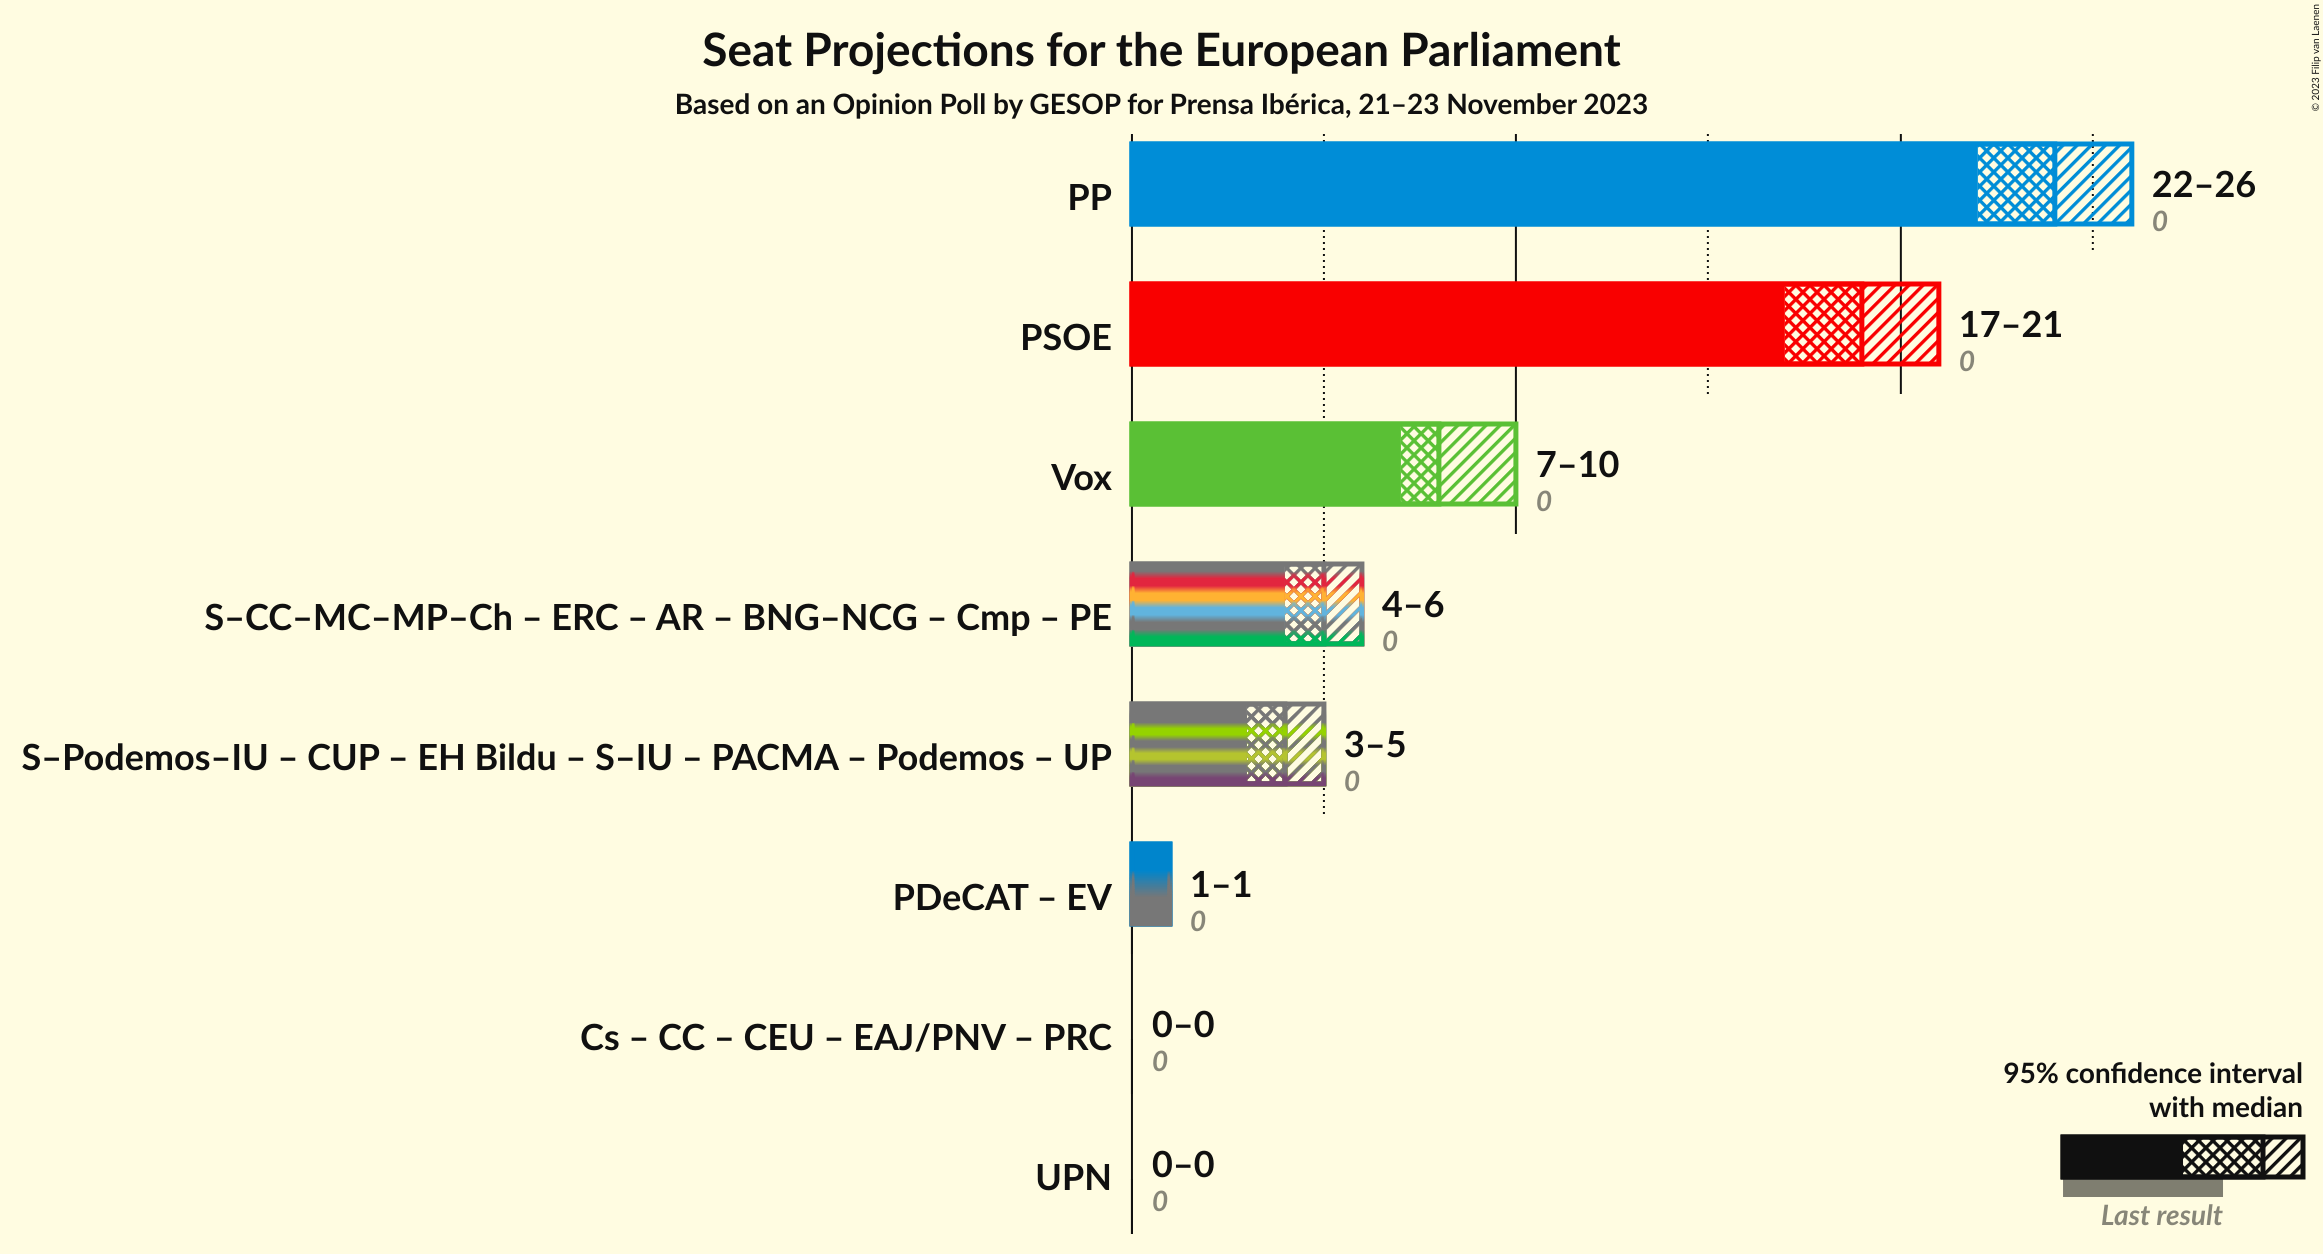 Seat Projections for the European Parliament
Based on an Opinion Poll by GESOP for Prensa Ibérica, 21–23 November 2023
© 2023 Filip van Laenen
PP
22–26
0
PSOE
17–21
0
Vox
7–10
0
S–CC–MC–MP–Ch – ERC – AR – BNG–NCG – Cmp – PE
4–6
0
S–Podemos–IU – CUP – EH Bildu – S–IU – PACMA – Podemos – UP
3–5
0
PDeCAT – EV
1–1
0
Cs – CC – CEU – EAJ/PNV – PRC
0–0
0
UPN
0–0
0
95% confidence interval
with median
Last result